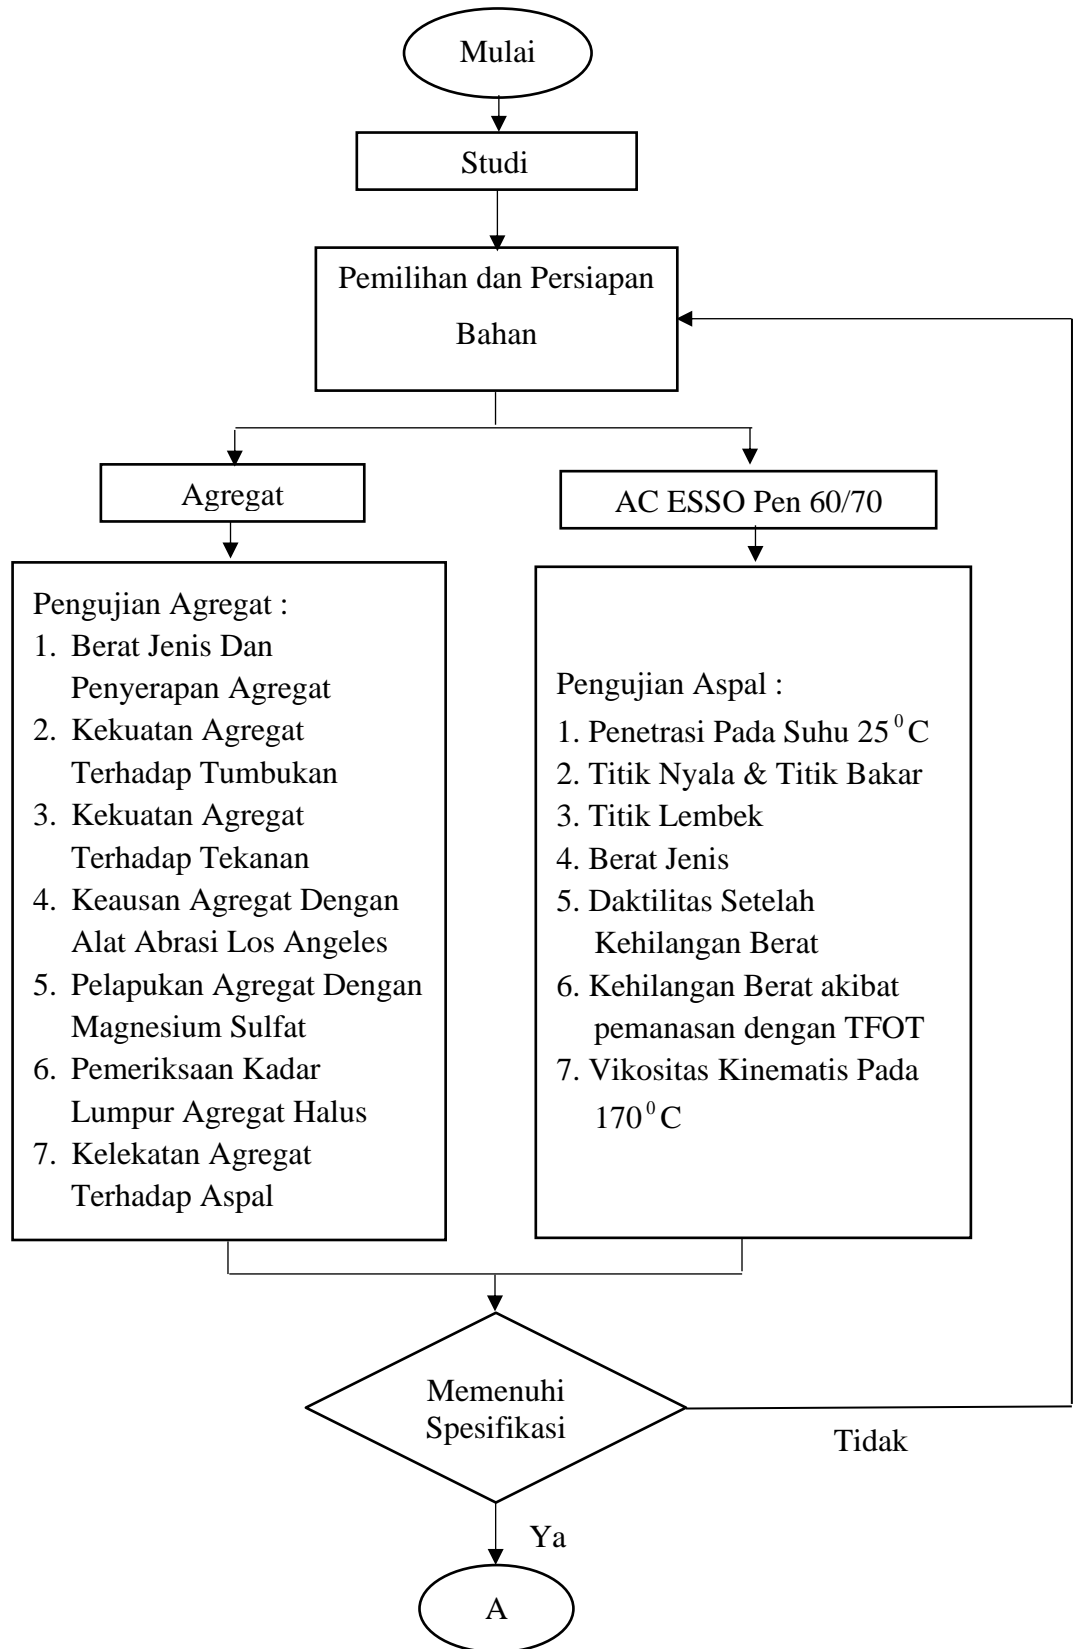 Mulai
Studi
Pemilihan dan Persiapan
Bahan
Agregat
AC ESSO Pen 60/70
Pengujian Agregat :
1. Berat Jenis Dan
Penyerapan Agregat
2. Kekuatan Agregat
Terhadap Tumbukan
3. Kekuatan Agregat
Terhadap Tekanan
4. Keausan Agregat Dengan
Alat Abrasi Los Angeles
5. Pelapukan Agregat Dengan
Magnesium Sulfat
6. Pemeriksaan Kadar
Lumpur Agregat Halus
7. Kelekatan Agregat
Terhadap Aspal
Pengujian Aspal :
1. Penetrasi Pada Suhu 25⁰C
2. Titik Nyala & Titik Bakar
3. Titik Lembek
4. Berat Jenis
5. Daktilitas Setelah
Kehilangan Berat
6. Kehilangan Berat akibat
pemanasan dengan TFOT
7. Vikositas Kinematis Pada
170⁰C
Memenuhi
Spesifikasi
Tidak
Ya
A